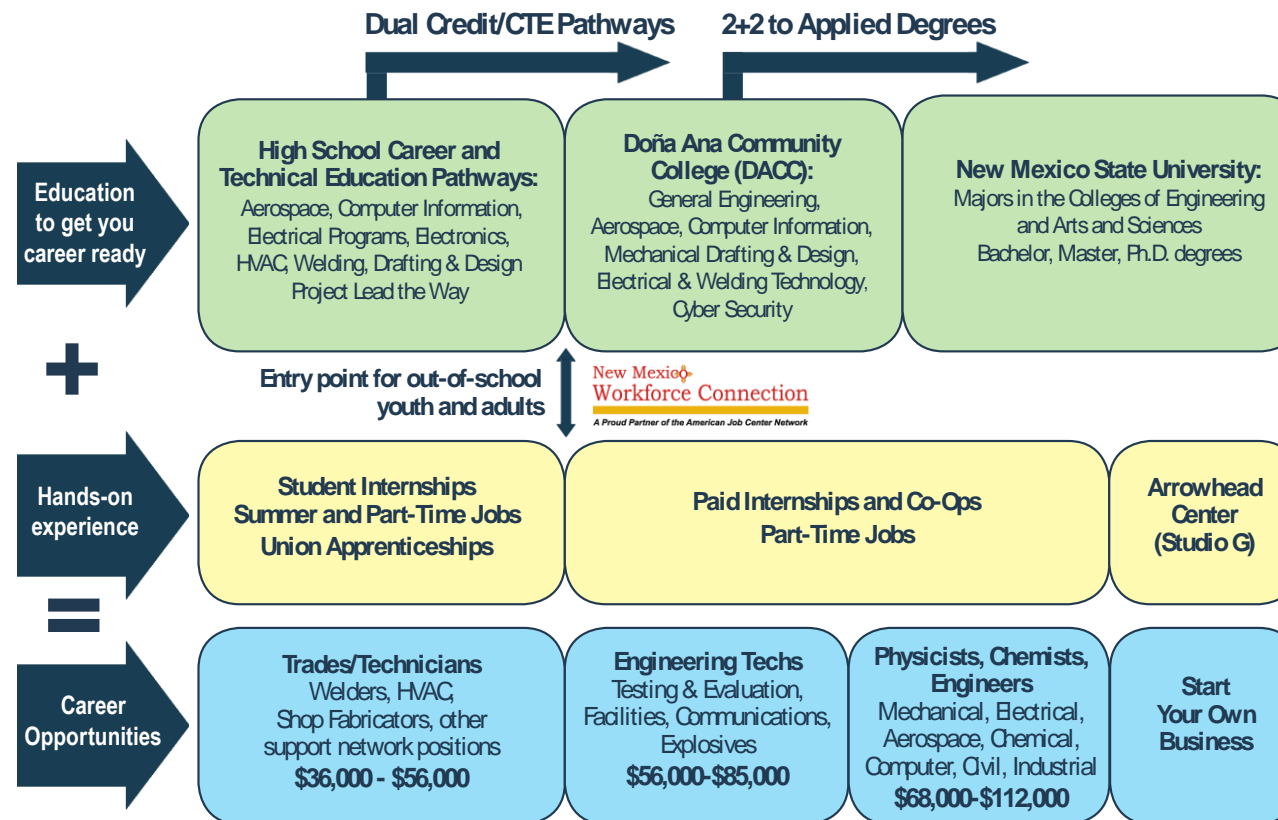 Dual Credit/CTE Pathways
2+2 to Applied Degrees
Education
to get you
career ready
High School Career and
Technical Education Pathways:
Aerospace, Computer Information,
Electrical Programs, Electronics,
HVAC, Welding, Drafting & Design
Project Lead the Way
Doña Ana Community
College (DACC):
General Engineering,
Aerospace, Computer Information,
Mechanical Drafting & Design,
Electrical & Welding Technology,
Cyber Security
New Mexico State University:
Majors in the Colleges of Engineering
and Arts and Sciences
Bachelor, Master, Ph.D. degrees
+
Entry point for out-of-school
youth and adults
New Mexico
Workforce Connection
A Proud Partner of the American Job Center Network
Hands-on
experience
Student Internships
Summer and Part-Time Jobs
Union Apprenticeships
Paid Internships and Co-Ops
Part-Time Jobs
Arrowhead
Center
(Studio G)
=
Career
Opportunities
Trades/Technicians
Welders, HVAC,
Shop Fabricators, other
support network positions
$36,000 - $56,000
Engineering Techs
Testing & Evaluation,
Facilities, Communications,
Explosives
$56,000-$85,000
Physicists, Chemists,
Engineers
Mechanical, Electrical,
Aerospace, Chemical,
Computer, Civil, Industrial
$68,000-$112,000
Start
Your Own
Business